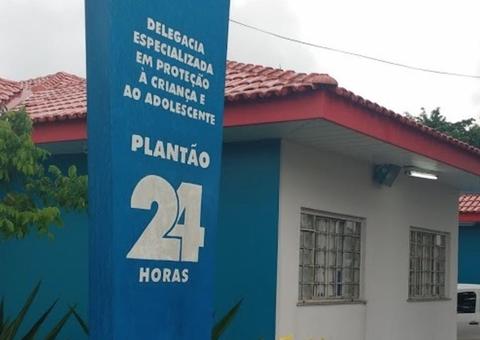 DELEGACIA
ESPECIALIZADA
EM PROTEÇÃO
À CRIANÇA E
AO ADOLESCENTE
PLANTÃO
24
HORAS